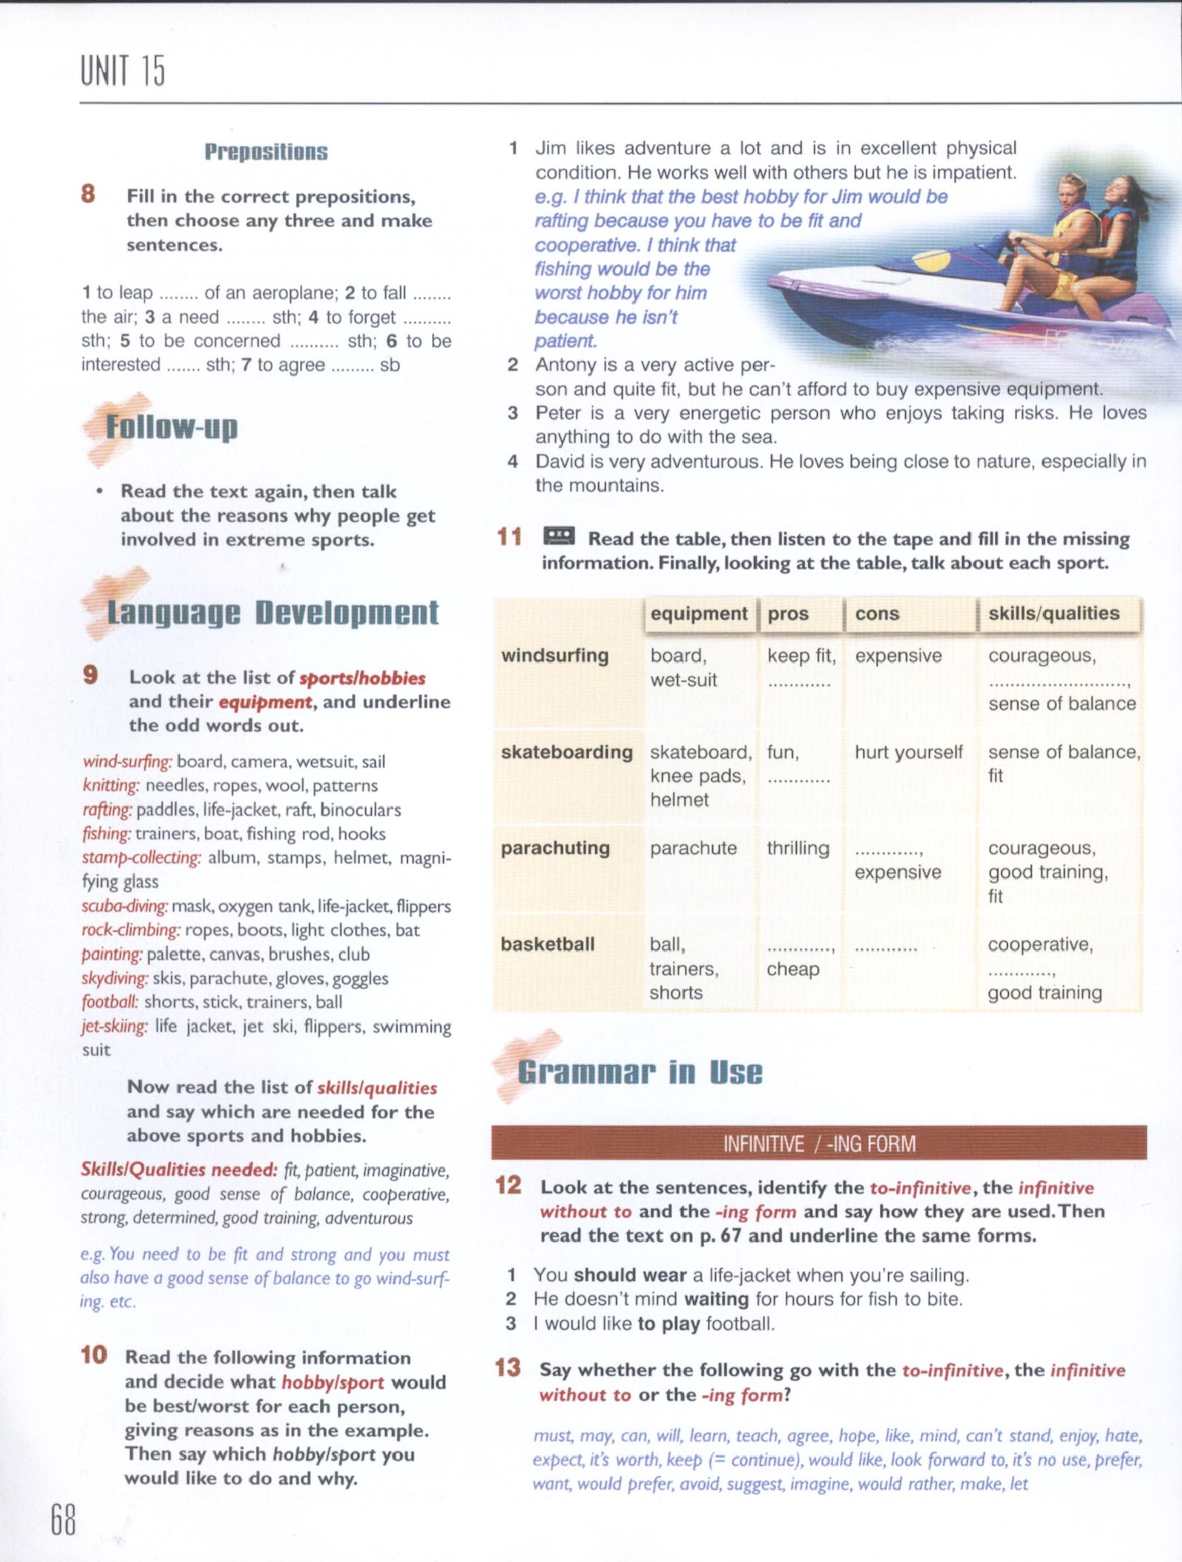 UNIT 15
Prepositions
8 Fill in the correct prepositions,
then choose any three and make
sentences.
1 to leap ........ of an aeroplane; 2 to fall ........
the air; 3 a need ........ sth; 4 to forget ..........
sth; 5 to be concerned .......... sth; 6 to be
interested ....... sth; 7 to agree ......... sb
Follow-up
• Read the text again, then talk
about the reasons why people get
involved in extreme sports.
Language Development
9 Look at the list of sports/hobbies
and their equipment, and underline
the odd words out.
wind-surfing: board, camera, wetsuit, sail
knitting: needles, ropes, wool, patterns
rafting: paddles, life-jacket, raft, binoculars
fishing: trainers, boat, fishing rod, hooks
stamp-collecting: album, stamps, helmet, magni-
fying glass
scuba-diving: mask, oxygen tank, life-jacket, flippers
rock-climbing: ropes, boots, light clothes, bat
painting: palette, canvas, brushes, club
skydiving: skis, parachute, gloves, goggles
football: shorts, stick, trainers, ball
jet-skiing: life jacket, jet ski, flippers, swimming
suit
Now read the list of skills/qualities
and say which are needed for the
above sports and hobbies.
Skills/Qualities needed: fit, patient, imaginative,
courageous, good sense of balance, cooperative,
strong, determined, good training, adventurous
e.g. You need to be fit and strong and you must
also have a good sense of balance to go wind-surf-
ing. etc.
10 Read the following information
and decide what hobby/sport would
be best/worst for each person,
giving reasons as in the example.
Then say which hobby/sport you
would like to do and why.
68
1 Jim likes adventure a lot and is in excellent physical
condition. He works well with others but he is impatient.
e.g. I think that the best hobby for Jim would be
rafting because you have to be fit and
cooperative. I think that
fishing would be the
worst hobby for him
because he isn't
patient.
2 Antony is a very active per-
son and quite fit, but he can't afford to buy expensive equipment.
3 Peter is a very energetic person who enjoys taking risks. He loves
anything to do with the sea.
4 David is very adventurous. He loves being close to nature, especially in
the mountains.
11 Read the table, then listen to the tape and fill in the missing
information. Finally, looking at the table, talk about each sport.
equipment pros cons skills/qualities
windsurfing board, keep fit, expensive courageous,
wet-suit ............ ........................,
sense of balance
skateboarding skateboard, fun, hurt yourself sense of balance,
knee pads, ............ fit
helmet
parachuting parachute thrilling ............, courageous,
expensive good training,
fit
basketball ball, ............, ............ cooperative,
trainers, cheap ............,
shorts good training
Grammar in Use
INFINITIVE / -ING FORM
12 Look at the sentences, identify the to-infinitive, the infinitive
without to and the -ing form and say how they are used. Then
read the text on p. 67 and underline the same forms.
1 You should wear a life-jacket when you're sailing.
2 He doesn't mind waiting for hours for fish to bite.
3 I would like to play football.
13 Say whether the following go with the to-infinitive, the infinitive
without to or the -ing form?
must, may, can, will, learn, teach, agree, hope, like, mind, can't stand, enjoy, hate,
expect, it's worth, keep (= continue), would like, look forward to, it's no use, prefer,
want, would prefer, avoid, suggest, imagine, would rather, make, let